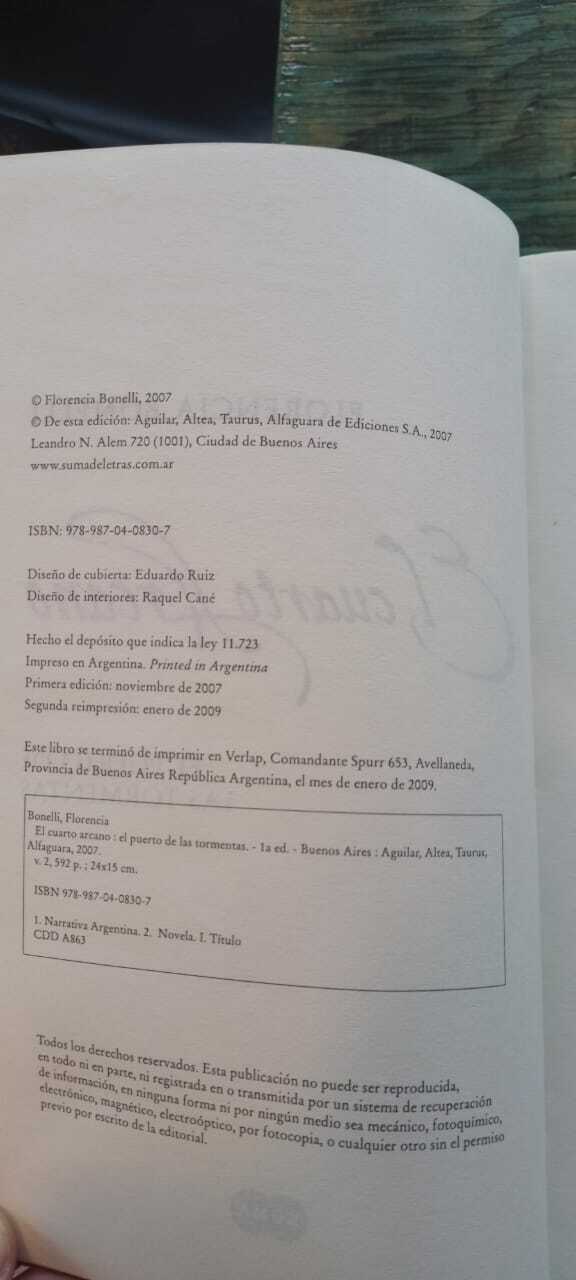 © Florencia Bonelli, 2007
© De esta edición: Aguilar, Altea, Taurus, Alfaguara de Ediciones S.A., 2007
Leandro N. Alem 720 (1001), Ciudad de Buenos Aires
www.sumadeletras.com.ar
ISBN: 978-987-04-0830-7
Diseño de cubierta: Eduardo Ruiz
Diseño de interiores: Raquel Cané
Hecho el depósito que indica la ley 11.723
Impreso en Argentina. Printed in Argentina
Primera edición: noviembre de 2007
Segunda reimpresión: enero de 2009
Este libro se terminó de imprimir en Verlap, Comandante Spurr 653, Avellaneda,
Provincia de Buenos Aires República Argentina, el mes de enero de 2009.
Bonelli, Florencia
El cuarto arcano : el puerto de las tormentas. - 1a ed. - Buenos Aires : Aguilar, Altea, Taurus,
Alfaguara, 2007.
v. 2, 592 p. ; 24x15 cm.
ISBN 978-987-04-0830-7
1. Narrativa Argentina. 2. Novela. I. Título
CDD A863
Todos los derechos reservados. Esta publicación no puede ser reproducida,
en todo ni en parte, ni registrada en o transmitida por un sistema de recuperación
de información, en ninguna forma ni por ningún medio sea mecánico, fotoquímico,
electrónico, magnético, electroóptico, por fotocopia, o cualquier otro sin el permiso
previo por escrito de la editorial.